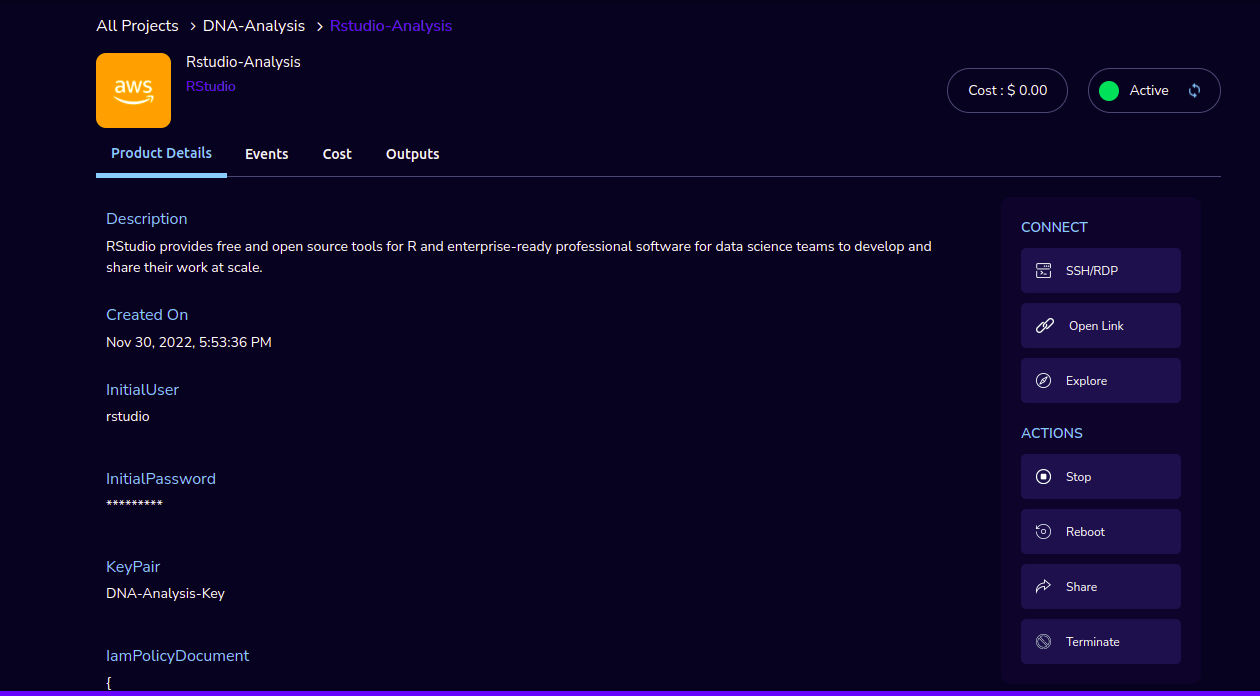 All Projects > DNA-Analysis > Rstudio-Analysis
aws
Rstudio-Analysis
RStudio
Cost : $ 0.00
Active
Product Details
Events
Cost
Outputs
Description
RStudio provides free and open source tools for R and enterprise-ready professional software for data science teams to develop and
share their work at scale.
Created On
Nov 30, 2022, 5:53:36 PM
InitialUser
rstudio
InitialPassword
*********
KeyPair
DNA-Analysis-Key
IamPolicyDocument
{
CONNECT
SSH/RDP
Open Link
Explore
ACTIONS
Stop
Reboot
Share
Terminate